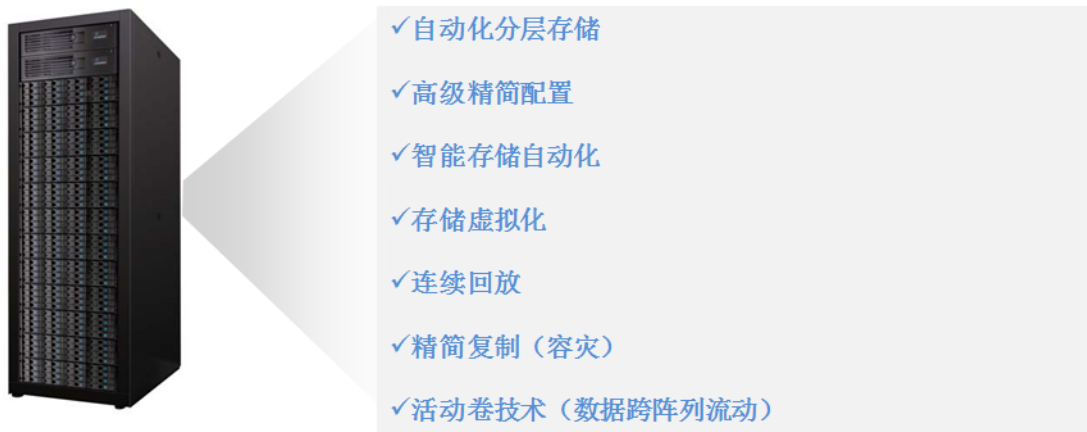 ✓自动化分层存储
✓高级精简配置
✓智能存储自动化
✓存储虚拟化
✓连续回放
✓精简复制（容灾）
✓活动卷技术（数据跨阵列流动）